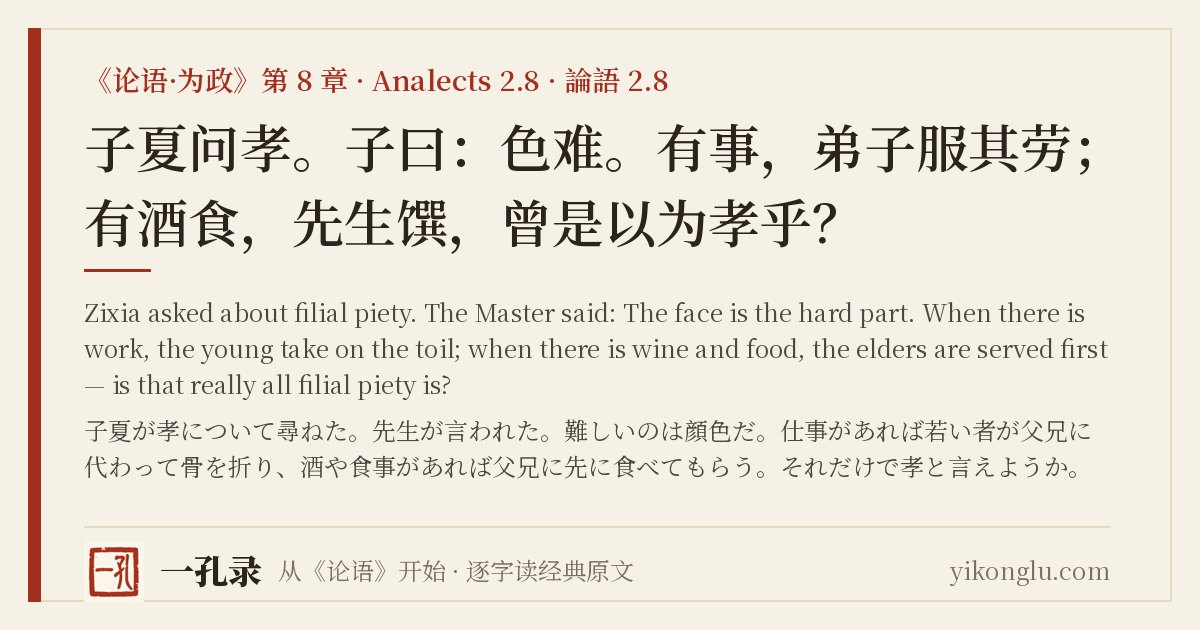 《论语·为政》第 8 章 · Analects 2.8 · 論語 2.8
子夏问孝。子曰：色难。有事，弟子服其劳；
有酒食，先生馔，曾是以为孝乎？
Zixia asked about filial piety. The Master said: The face is the hard part. When there is
work, the young take on the toil; when there is wine and food, the elders are served first
— is that really all filial piety is?
子夏が孝について尋ねた。先生が言われた。難しいのは顔色だ。仕事があれば若い者が父兄に
代わって骨を折り、酒や食事があれば父兄に先に食べてもらう。それだけで孝と言えようか。
一孔
一孔录 从《论语》开始 · 逐字读经典原文 yikonglu.com